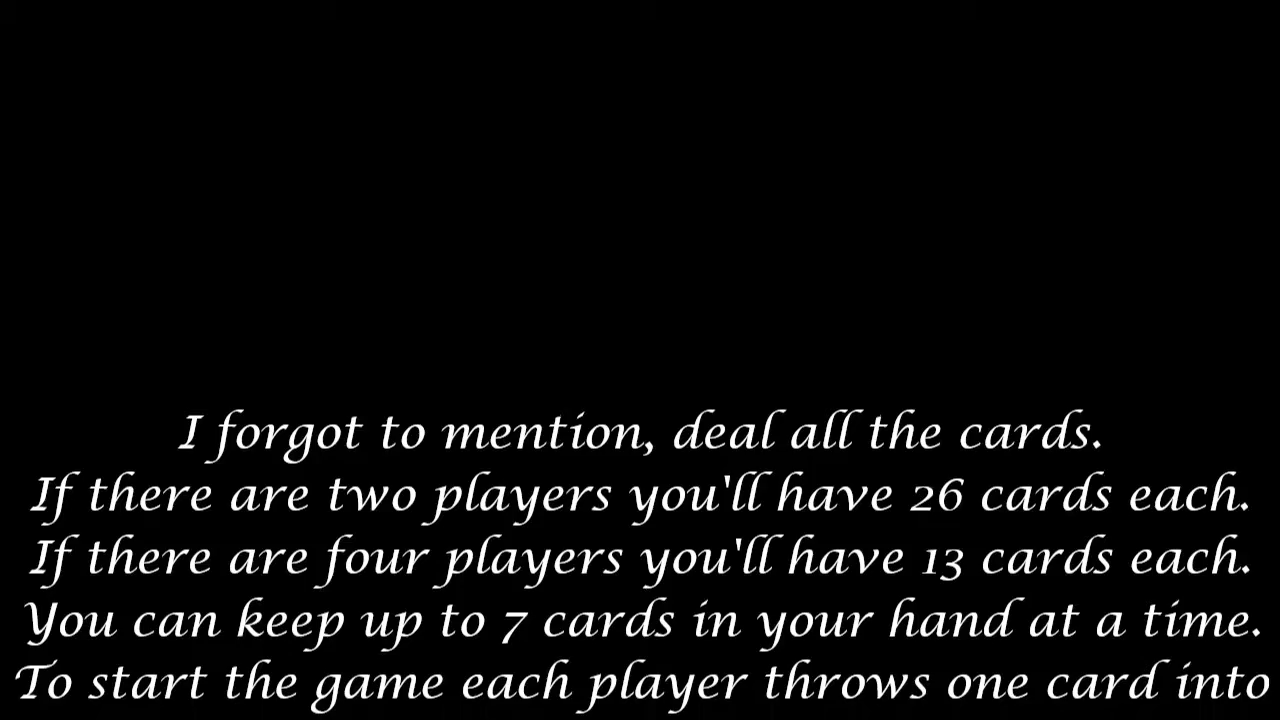 I forgot to mention, deal all the cards.
If there are two players you'll have 26 cards each.
If there are four players you'll have 13 cards each.
You can keep up to 7 cards in your hand at a time.
To start the game each player throws one card into